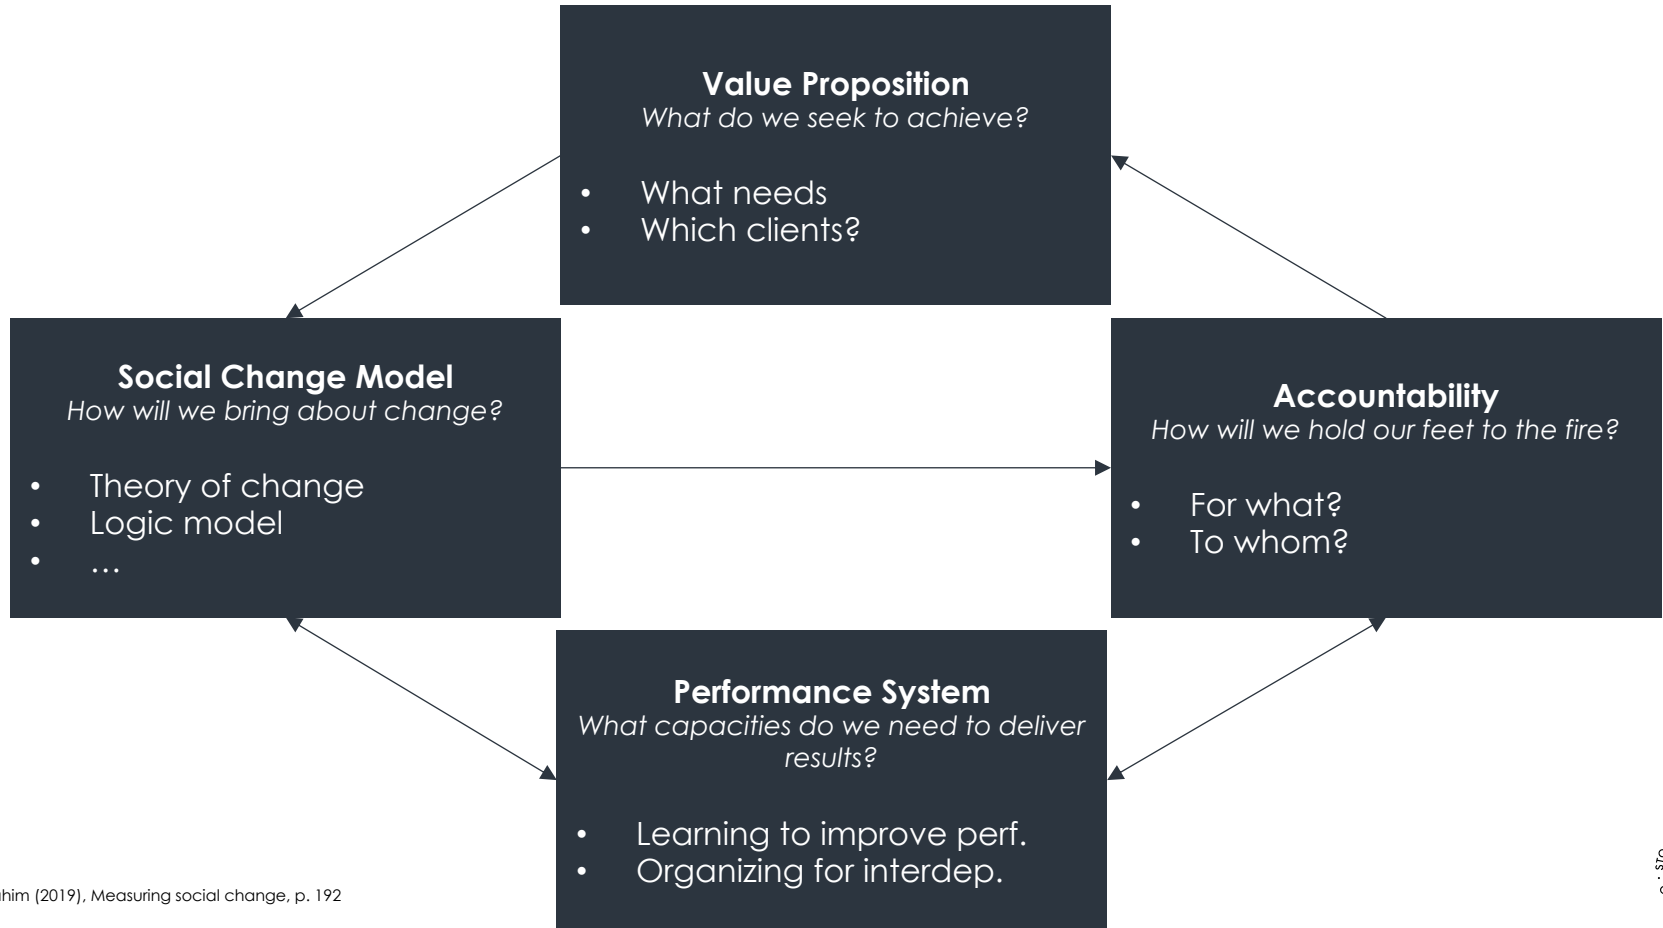 Value Proposition
What do we seek to achieve?
• What needs
• Which clients?
Social Change Model
How will we bring about change?
• Theory of change
• Logic model
• ...
Accountability
How will we hold our feet to the fire?
• For what?
• To whom?
Performance System
What capacities do we need to deliver
results?
• Learning to improve perf.
• Organizing for interdep.
(2019), Measuring social change, p. 192